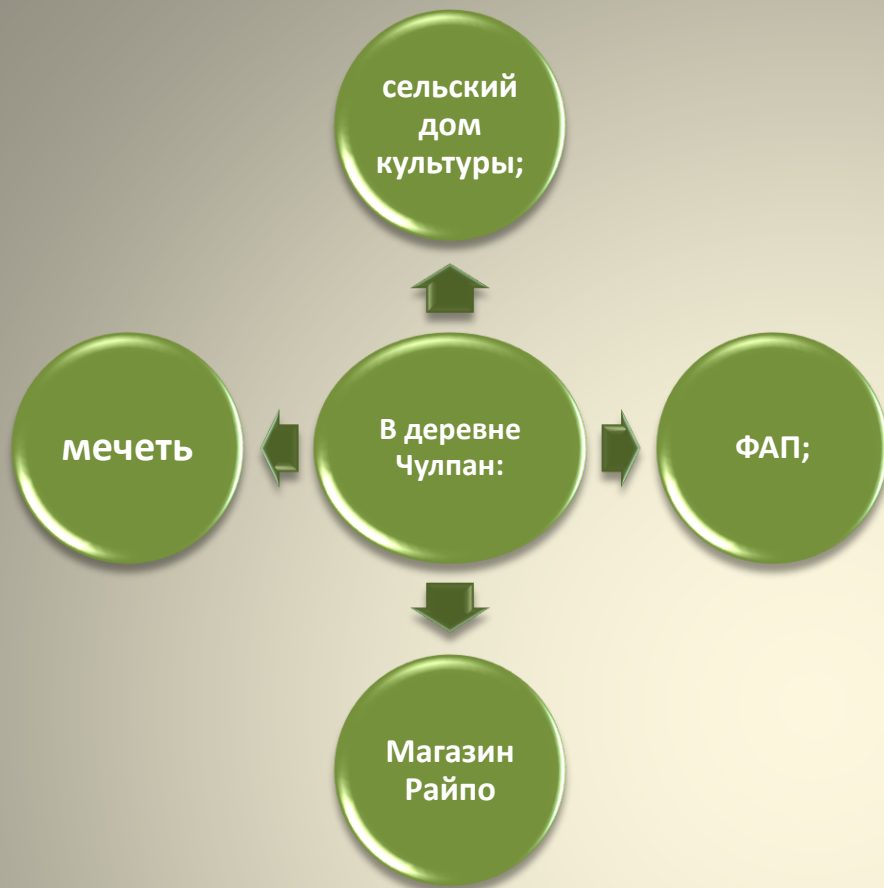 сельский
дом
культуры;
мечеть
В деревне
Чулпан:
ФАП;
Магазин
Райпо